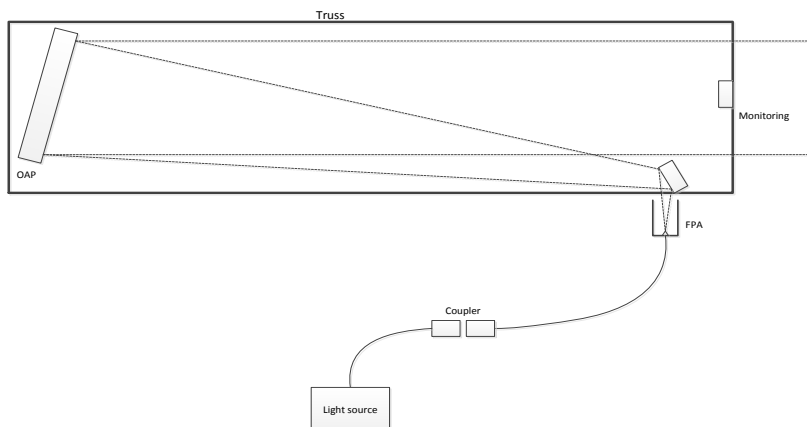 Truss
Monitoring
OAP
FPA
Coupler
Light source